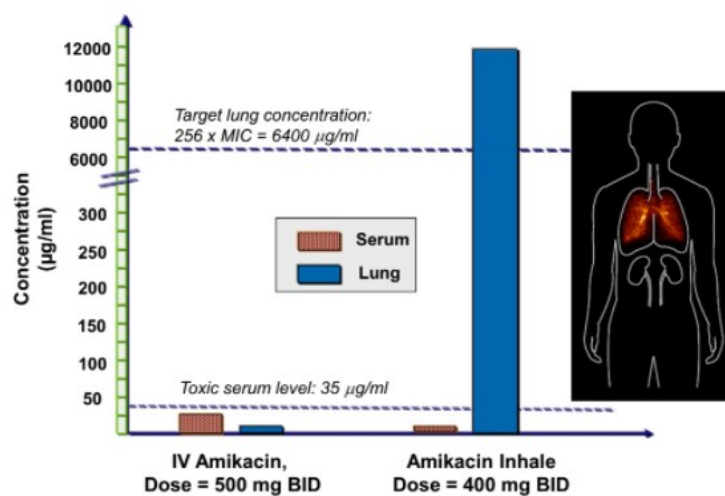 12000
10000
8000
6000
300
250
200
150
100
50
Concentration
(µg/ml)
Target lung concentration:
256 x MIC = 6400 µg/ml
Serum
Lung
Toxic serum level: 35 µg/ml
IV Amikacin,
Dose = 500 mg BID
Amikacin Inhale
Dose = 400 mg BID